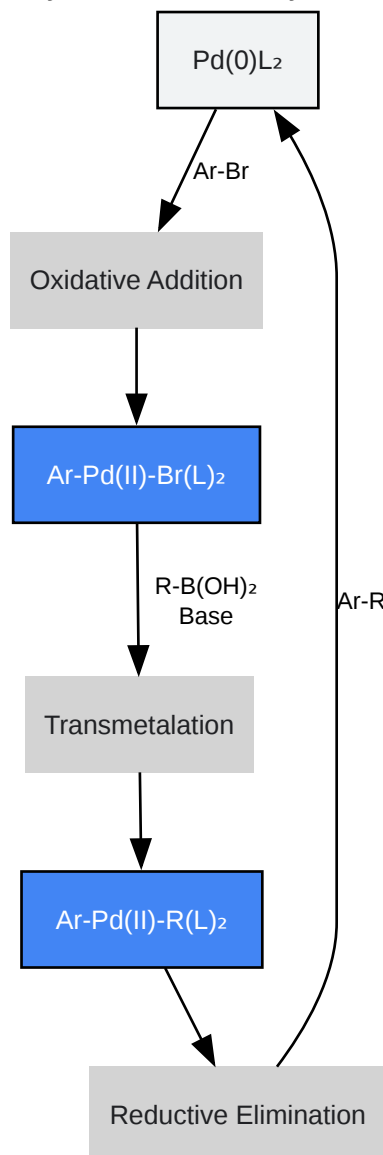 Pd(0)L₂
Ar-Br
Oxidative Addition
Ar-Pd(II)-Br(L)₂
R-B(OH)₂
Base
Ar-R
Transmetalation
Ar-Pd(II)-R(L)₂
Reductive Elimination